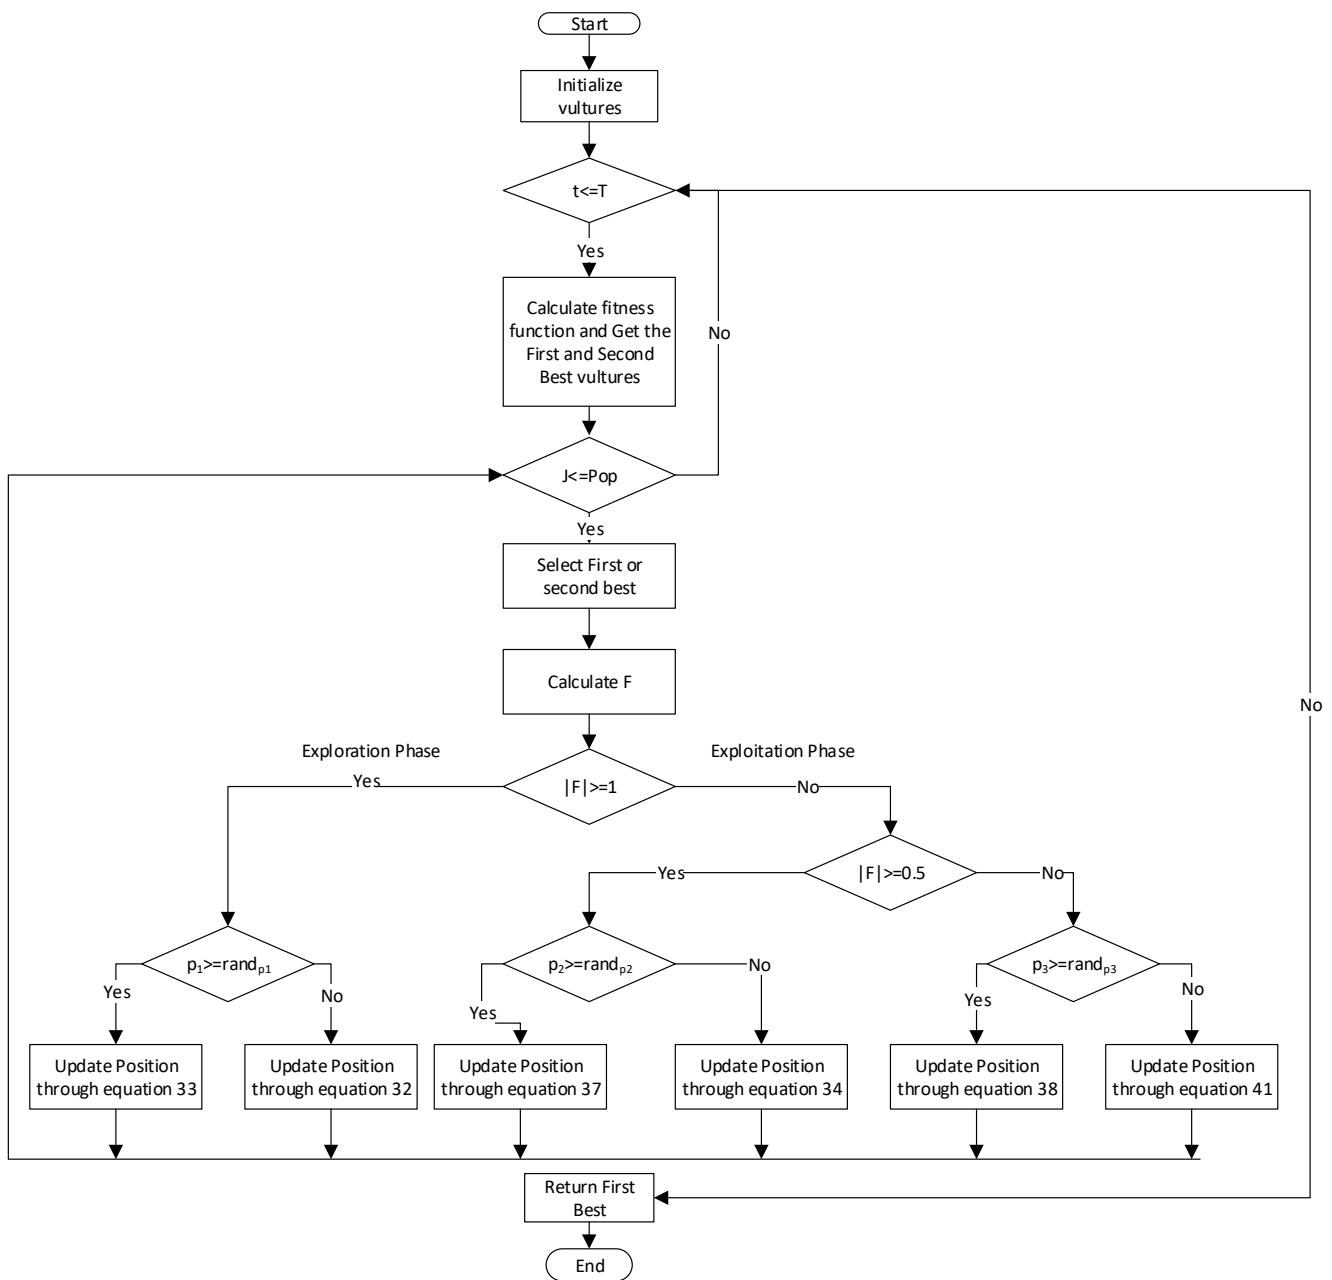 Start
Initialize
vultures
t<=T
Yes
Calculate fitness
function and Get the
First and Second
Best vultures
No
J<=Pop
Yes
Select First or
second best
Calculate F
No
Exploration Phase
Exploitation Phase
Yes
|F|>=1
No
Yes
|F|>=0.5
No
p₁>=randₚ₁
p₂>=randₚ₂
No
p₃>=randₚ₃
Yes
No
Yes
Yes
No
Update Position
through equation 33
Update Position
through equation 32
Update Position
through equation 37
Update Position
through equation 34
Update Position
through equation 38
Update Position
through equation 41
Return First
Best
End